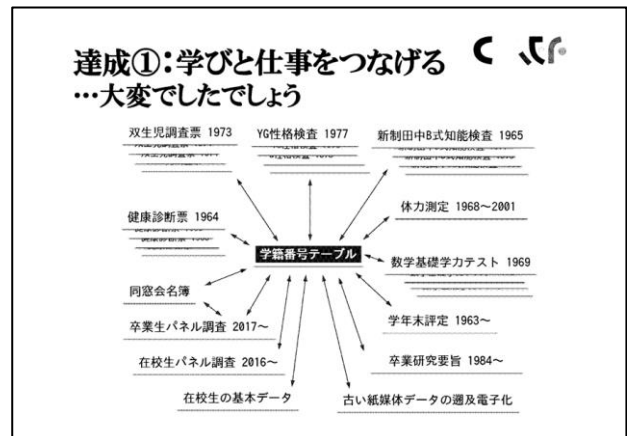 達成①:学びと仕事をつなげる
…大変でしたでしょう
双生児調査票 1973
YG性格検査 1977
新制田中B式知能検査 1965
健康診断票 1964
体力測定 1968〜2001
学籍番号テーブル
数学基礎学力テスト 1969
同窓会名簿
卒業生パネル調査 2017〜
学年末評定 1963〜
在校生パネル調査 2016〜
卒業研究要旨 1984〜
在校生の基本データ
古い紙媒体データの遡及電子化